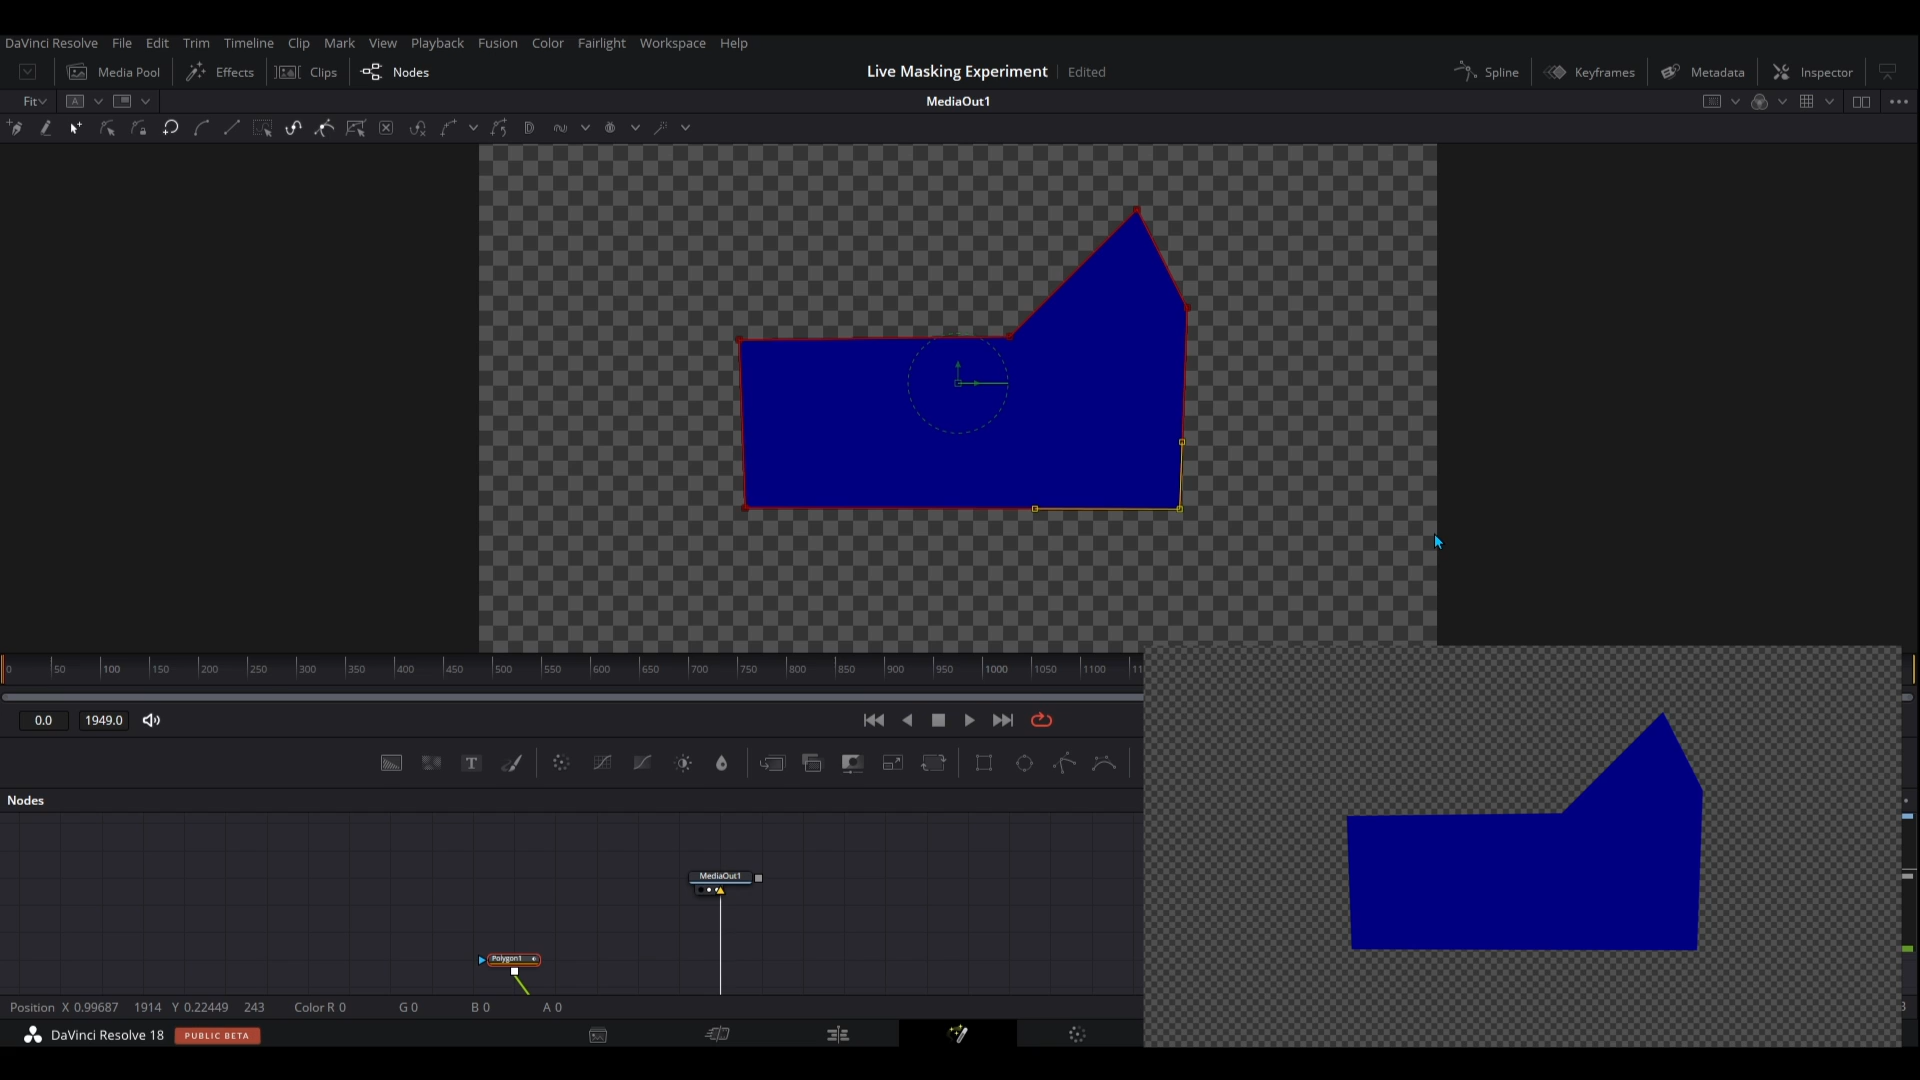 DaVinci Resolve File Edit Trim Timeline Clip Mark View Playback Fusion Color Fairlight Workspace Help
Media Pool Effects Clips Nodes Live Masking Experiment Edited Spline Keyframes Metadata Inspector
Fit A MediaOut1
0 50 100 150 200 250 300 350 400 450 500 550 600 650 700 750 800 850 900 950 1000 1050 1100
0.0 1949.0
T
Nodes
MediaOut1
Polygon1
Position X 0.99687 1914 Y 0.22449 243 Color R 0 G 0 B 0 A 0
DaVinci Resolve 18 PUBLIC BETA